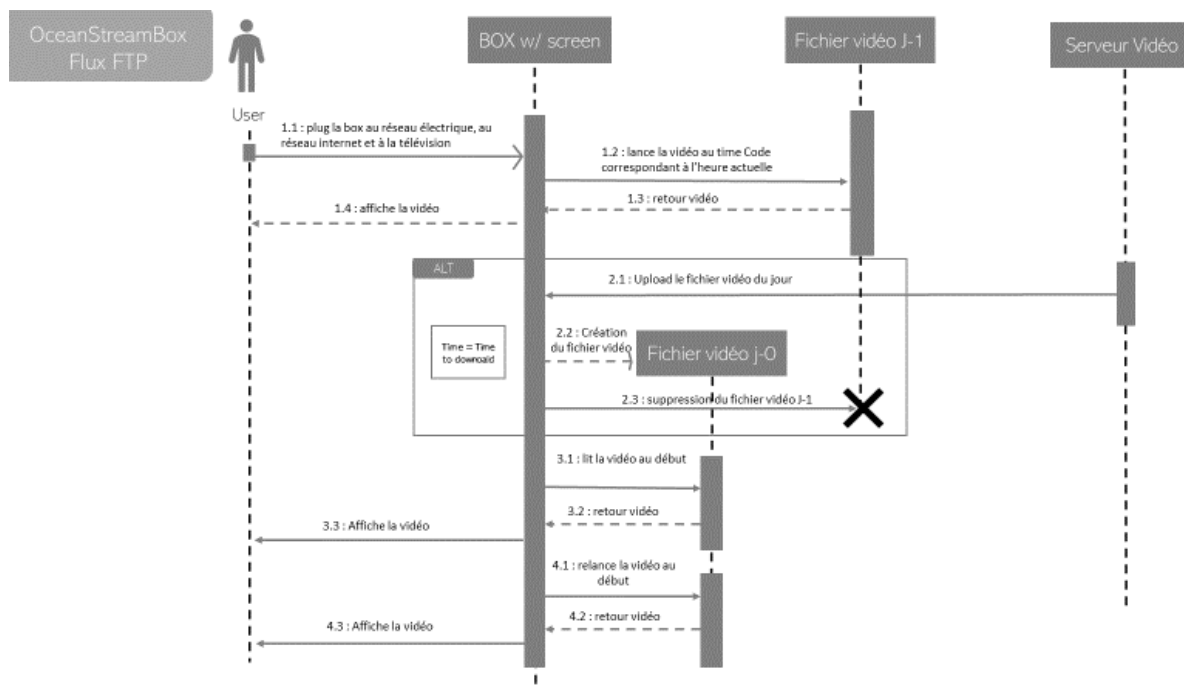 OceanStreamBox
Flux FTP
User
BOX w/ screen
Fichier vidéo J-1
Serveur Vidéo
1.1 : plug la box au réseau électrique, au
réseau internet et à la télévision
1.2 : lance la vidéo au time Code
correspondant à l'heure actuelle
1.3 : retour vidéo
1.4 : affiche la vidéo
ALT
2.1 : Upload le fichier vidéo du jour
Time = Time
to downoald
2.2 : Création
du fichier vidéo
Fichier vidéo j-0
2.3 : suppression du fichier vidéo J-1
3.1 : lit la vidéo au début
3.2 : retour vidéo
3.3 : Affiche la vidéo
4.1 : relance la vidéo au
début
4.2 : retour vidéo
4.3 : Affiche la vidéo